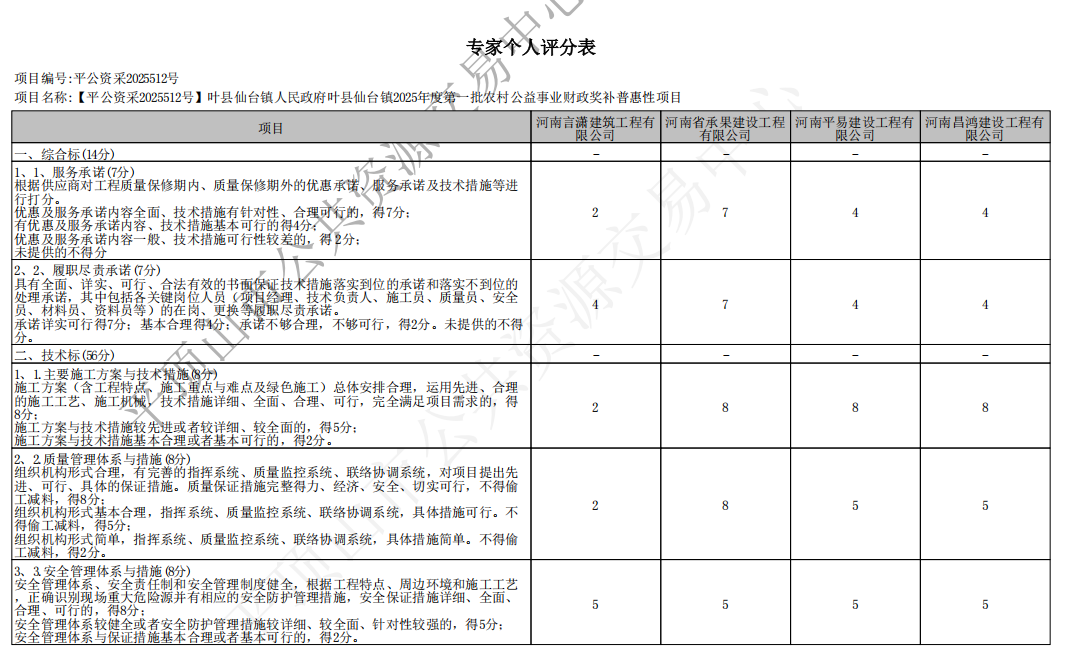 专家个人评分表
项目编号:平公资采2025512号
项目名称:【平公资采2025512号】叶县仙台镇人民政府叶县仙台镇2025年度第一批农村公益事业财政奖补普惠性项目
项目
河南言潇建筑工程有
限公司
河南省承果建设工程
有限公司
河南平易建设工程有
限公司
河南昌鸿建设工程有
限公司
一、综合标(14分) – – – –
1、1、服务承诺(7分)
根据供应商对工程质量保修期内、质量保修期外的优惠承诺、服务承诺及技术措施等进
行打分。
优惠及服务承诺内容全面、技术措施有针对性、合理可行的，得7分；
有优惠及服务承诺内容、技术措施基本可行的得4分；
优惠及服务承诺内容一般、技术措施可行性较差的，得2分；
未提供的不得分
2 7 4 4
2、2、履职尽责承诺(7分)
具有全面、详实、可行、合法有效的书面保证技术措施落实到位的承诺和落实不到位的
处理承诺，其中包括各关键岗位人员（项目经理、技术负责人、施工员、质量员、安全
员、材料员、资料员等）的在岗、更换等履职尽责承诺。
承诺详实可行得7分；基本合理得4分；承诺不够合理，不够可行，得2分。未提供的不得
分。
4 7 4 4
二、技术标(56分) – – – –
1、1.主要施工方案与技术措施(8分)
施工方案（含工程特点、施工重点与难点及绿色施工）总体安排合理，运用先进、合理
的施工工艺、施工机械，技术措施详细、全面、合理、可行，完全满足项目需求的，得
8分；
施工方案与技术措施较先进或者较详细、较全面的，得5分；
施工方案与技术措施基本合理或者基本可行的，得2分。
2 8 8 8
2、2.质量管理体系与措施(8分)
组织机构形式合理，有完善的指挥系统、质量监控系统、联络协调系统，对项目提出先
进、可行、具体的保证措施。质量保证措施完整得力、经济、安全、切实可行，不得偷
工减料，得8分；
组织机构形式基本合理，指挥系统、质量监控系统、联络协调系统，具体措施可行。不
得偷工减料，得5分；
组织机构形式简单，指挥系统、质量监控系统、联络协调系统，具体措施简单。不得偷
工减料，得2分。
2 8 5 5
3、3.安全管理体系与措施(8分)
安全管理体系、安全责任制和安全管理制度健全，根据工程特点、周边环境和施工工艺
，正确识别现场重大危险源并有相应的安全防护管理措施，安全保证措施详细、全面、
合理、可行的，得8分；
安全管理体系较健全或者安全防护管理措施较详细、较全面、针对性较强的，得5分；
安全管理体系与保证措施基本合理或者基本可行的，得2分。
5 5 5 5
平顶山市公共资源交易中心
平顶山市公共资源交易中心